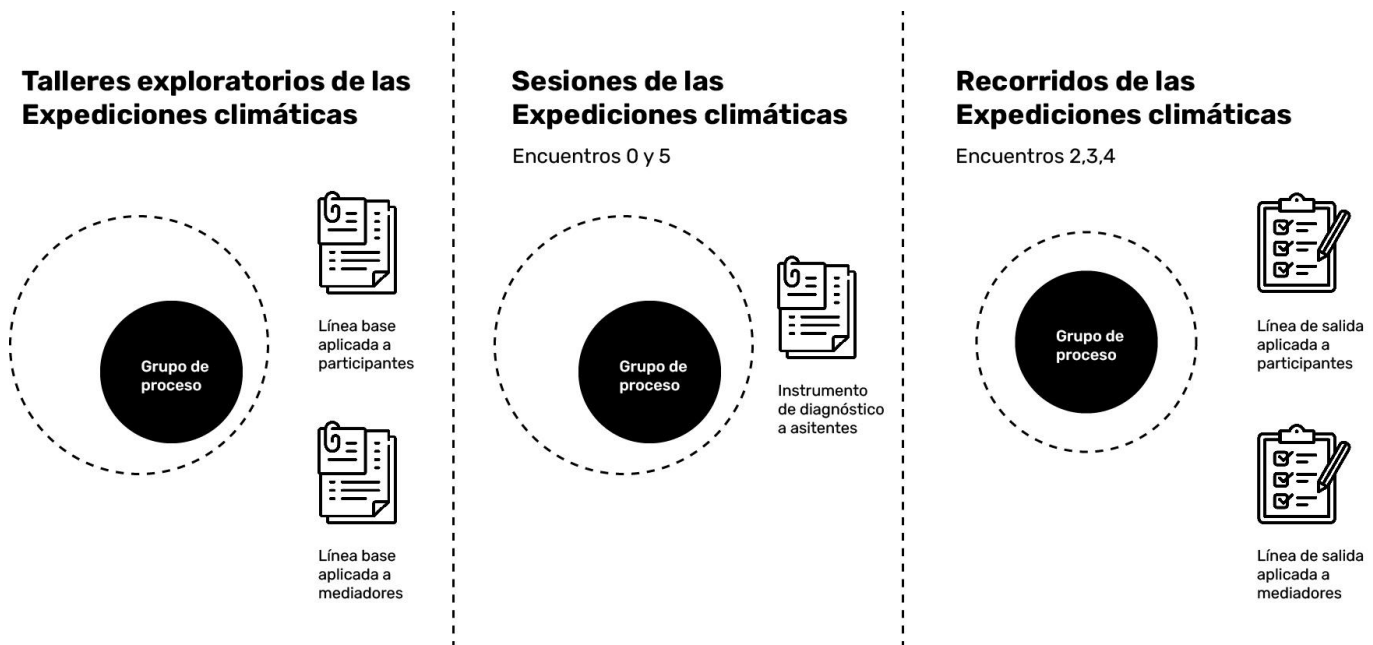 Talleres exploratorios de las
Expediciones climáticas
Grupo de
proceso
Línea base
aplicada a
participantes
Línea base
aplicada a
mediadores
Sesiones de las
Expediciones climáticas
Encuentros 0 y 5
Grupo de
proceso
Instrumento
de diagnóstico
a asitentes
Recorridos de las
Expediciones climáticas
Encuentros 2,3,4
Grupo de
proceso
Línea de salida
aplicada a
participantes
Línea de salida
aplicada a
mediadores